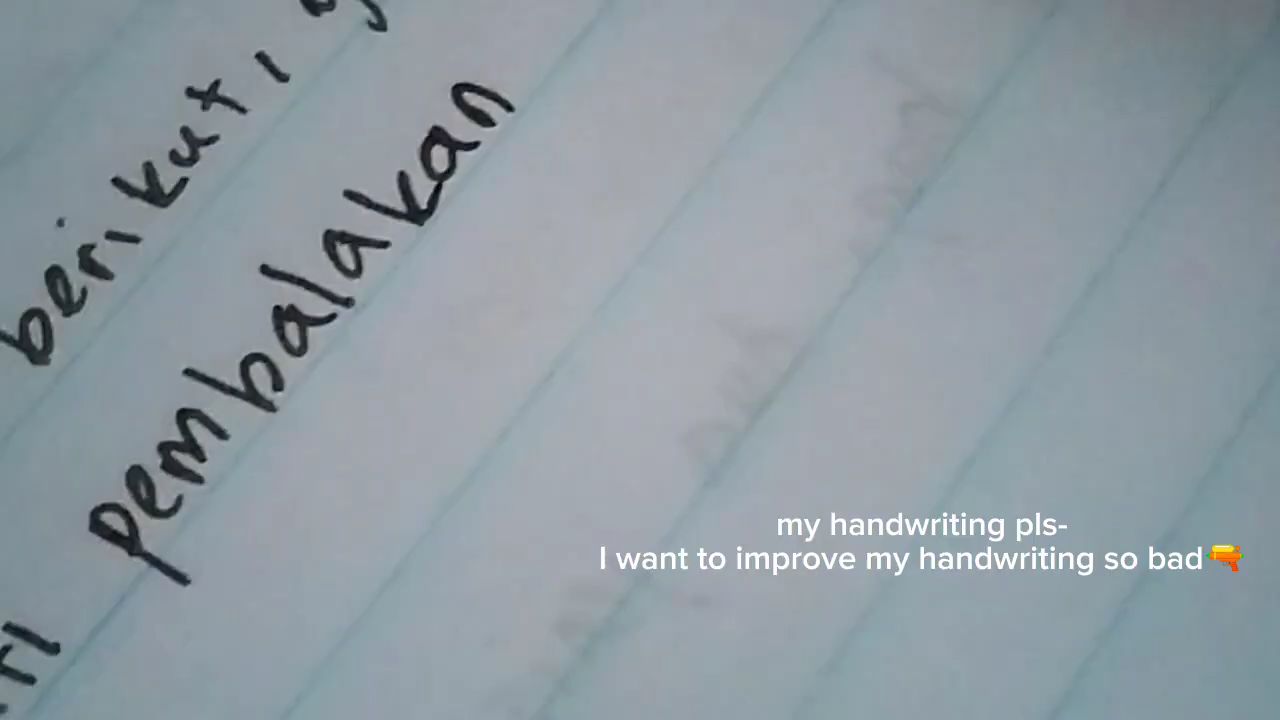 berikut,
pembalakan
my handwriting pls-
I want to improve my handwriting so bad🔫